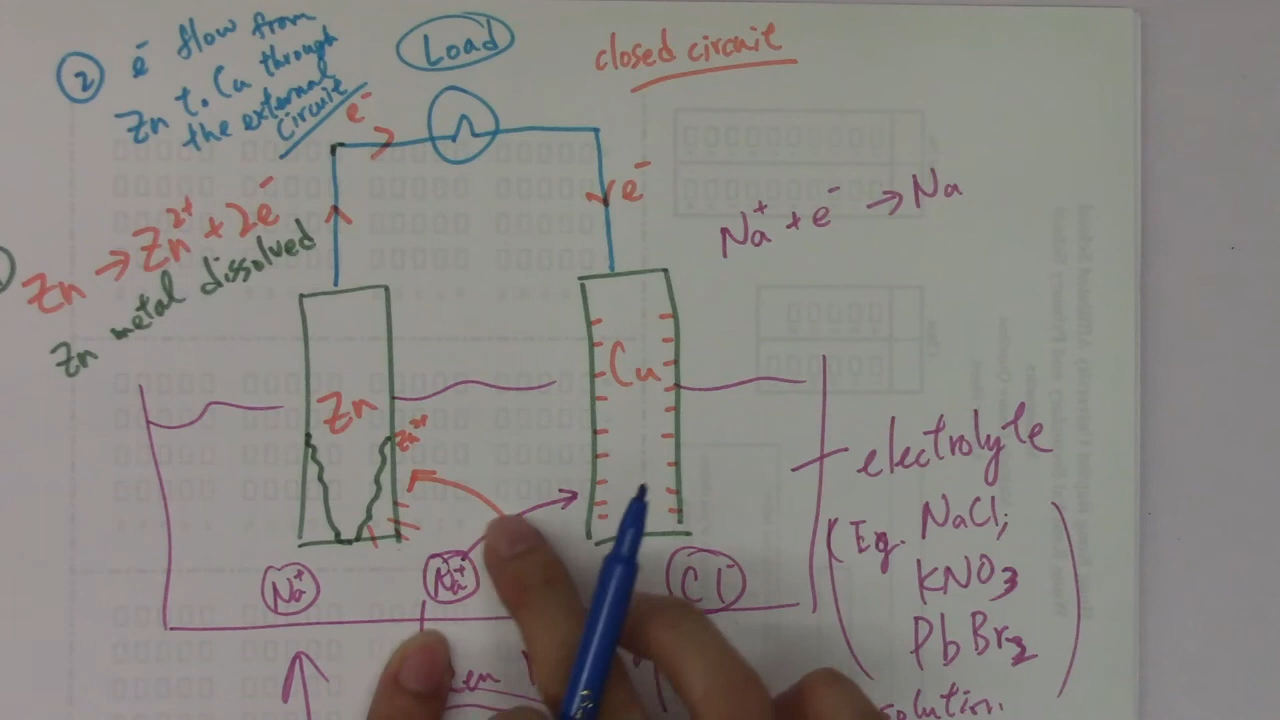 ② e⁻ flow from
Zn to Cu through
the external
circuit
Load
closed circuit
e⁻
e⁻
Na⁺ + e⁻ → Na
Zn → Zn²⁺ + 2e⁻
Zn metal dissolved
Zn
Zn²⁺
Cu
electrolyte
(Eg. NaCl,
KNO₃
PbBr₂)
solution.
Na⁺
Na⁺
Cl⁻